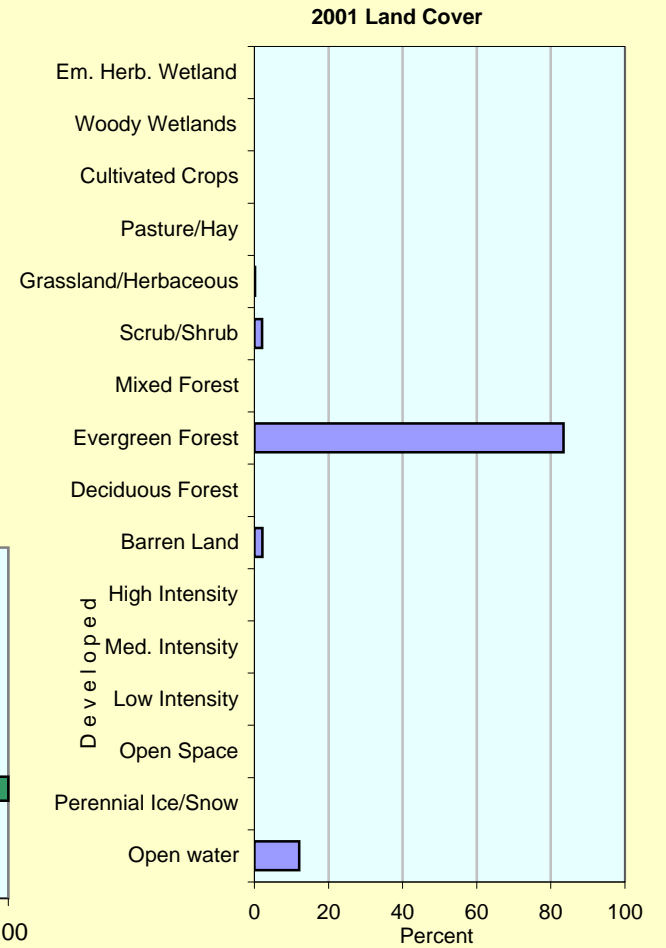 2001 Land Cover
Em. Herb. Wetland
Woody Wetlands
Cultivated Crops
Pasture/Hay
Grassland/Herbaceous
Scrub/Shrub
Mixed Forest
Evergreen Forest
Deciduous Forest
Barren Land
Developed
High Intensity
Med. Intensity
Low Intensity
Open Space
Perennial Ice/Snow
Open water
0 20 40 60 80 100
Percent
00